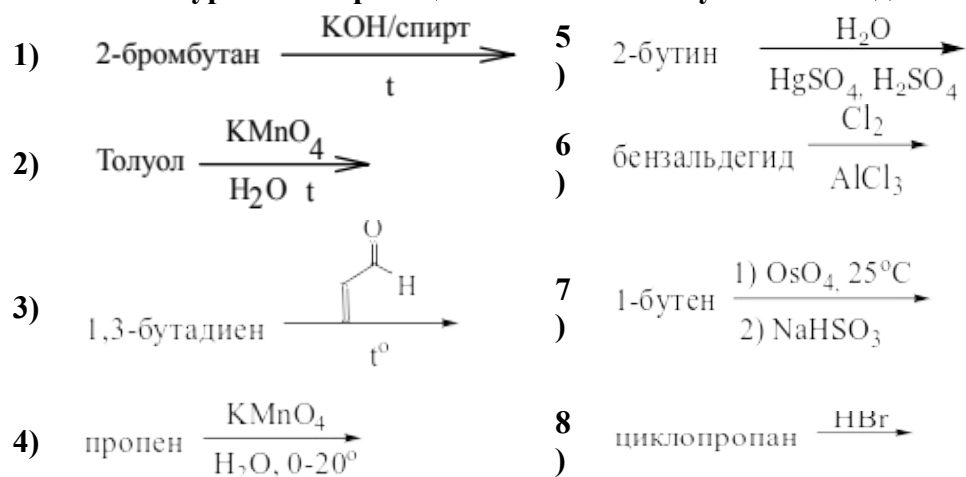 1) 2-бромбутан KOH/спирт t
2) Толуол KMnO4 H2O t
3) 1,3-бутадиен O H t°
4) пропен KMnO4 H2O, 0-20°
5) 2-бутин H2O HgSO4, H2SO4
6) бензальдегид Cl2 AlCl3
7) 1-бутен 1) OsO4, 25°C 2) NaHSO3
8) циклопропан HBr